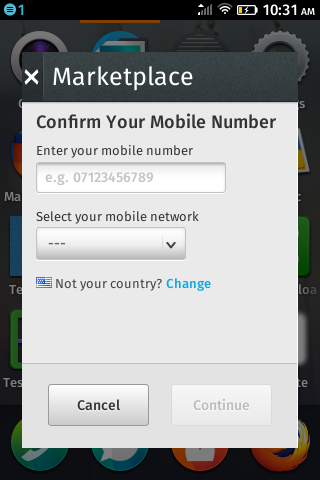 1 10:31 AM
Marketplace
Confirm Your Mobile Number
Enter your mobile number
e.g. 07123456789
Select your mobile network
---
Not your country? Change
Cancel Continue